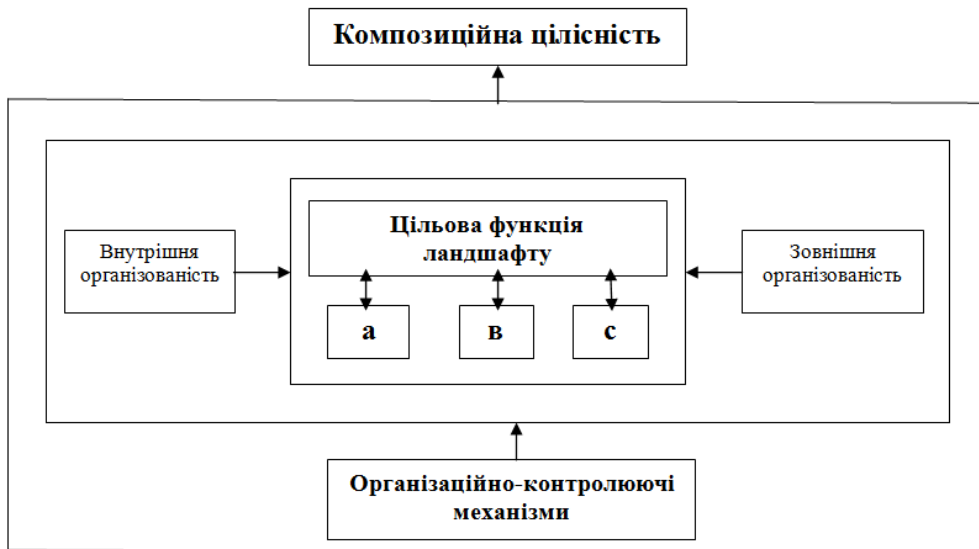 Композиційна цілісність
Цільова функція
ландшафту
Внутрішня
організованість
Зовнішня
організованість
а
в
с
Організаційно-контролюючі
механізми